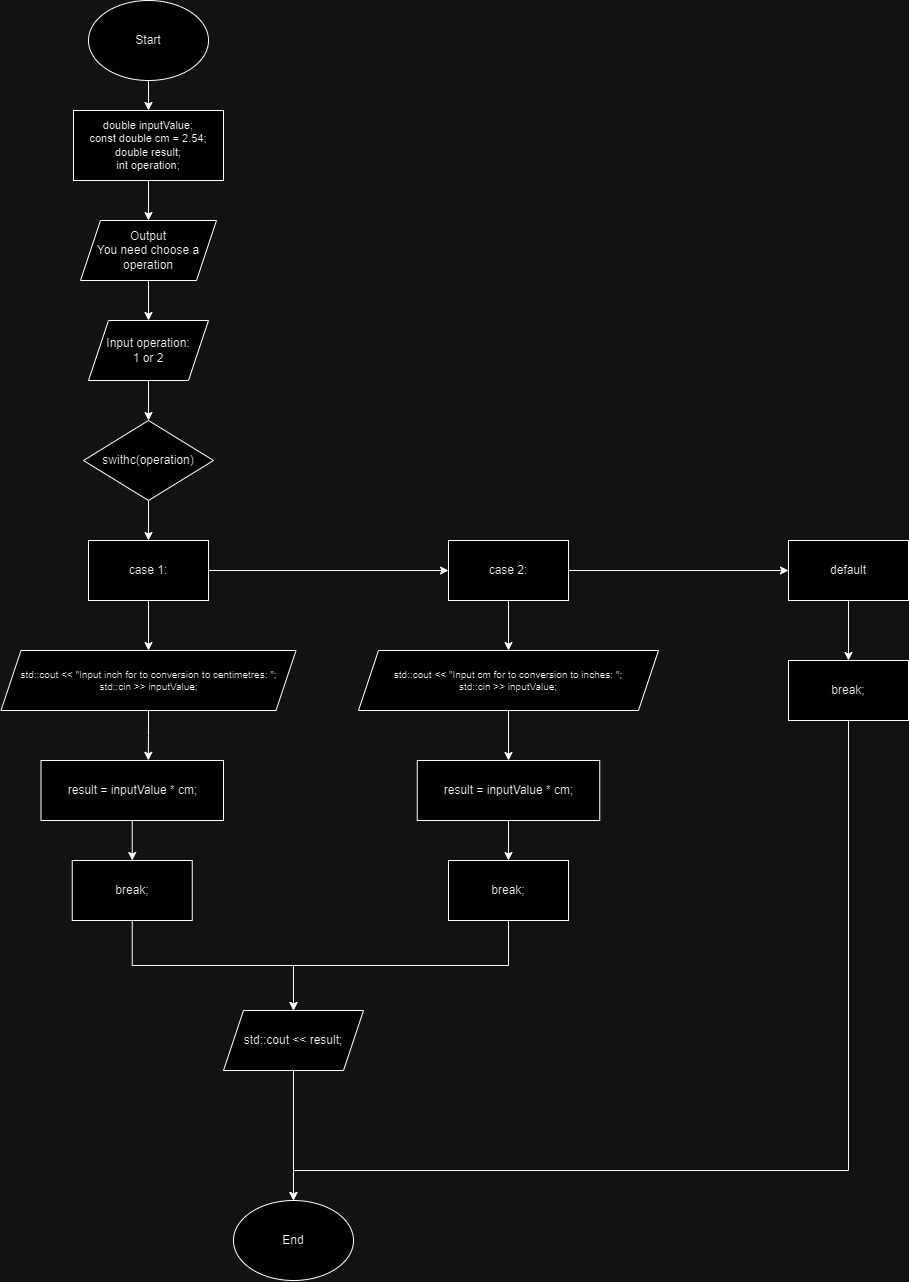 Start
double inputValue;
const double cm = 2.54;
double result;
int operation;
Output
You need choose a
operation
Input operation:
1 or 2
swithc(operation)
case 1:
case 2:
default
std::cout << "Input inch for to conversion to centimetres: ";
std::cin >> inputValue;
std::cout << "Input cm for to conversion to inches: ";
std::cin >> inputValue;
break;
result = inputValue * cm;
result = inputValue * cm;
break;
break;
std::cout << result;
End